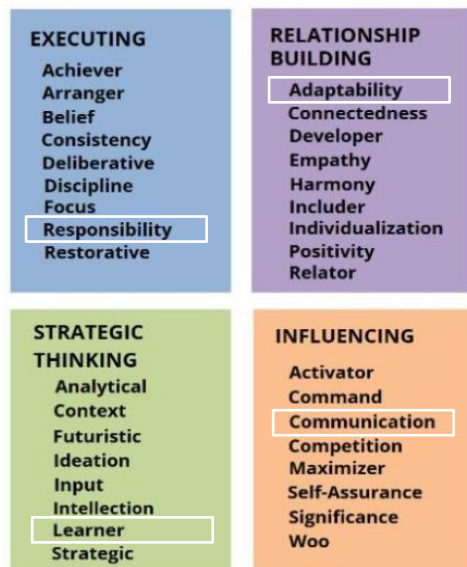 EXECUTING
Achiever
Arranger
Belief
Consistency
Deliberative
Discipline
Focus
Responsibility
Restorative
RELATIONSHIP
BUILDING
Adaptability
Connectedness
Developer
Empathy
Harmony
Includer
Individualization
Positivity
Relator
STRATEGIC
THINKING
Analytical
Context
Futuristic
Ideation
Input
Intellection
Learner
Strategic
INFLUENCING
Activator
Command
Communication
Competition
Maximizer
Self-Assurance
Significance
Woo